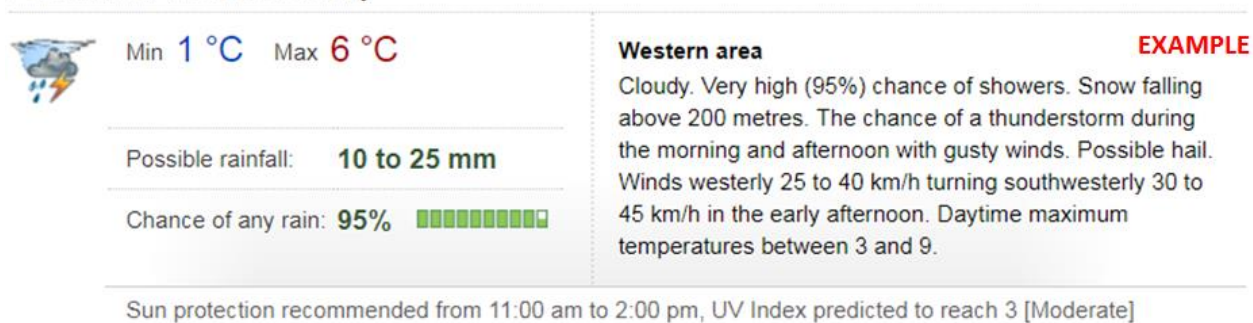 Min 1 °C Max 6 °C
Possible rainfall: 10 to 25 mm
Chance of any rain: 95%
Western area
EXAMPLE
Cloudy. Very high (95%) chance of showers. Snow falling
above 200 metres. The chance of a thunderstorm during
the morning and afternoon with gusty winds. Possible hail.
Winds westerly 25 to 40 km/h turning southwesterly 30 to
45 km/h in the early afternoon. Daytime maximum
temperatures between 3 and 9.
Sun protection recommended from 11:00 am to 2:00 pm, UV Index predicted to reach 3 [Moderate]